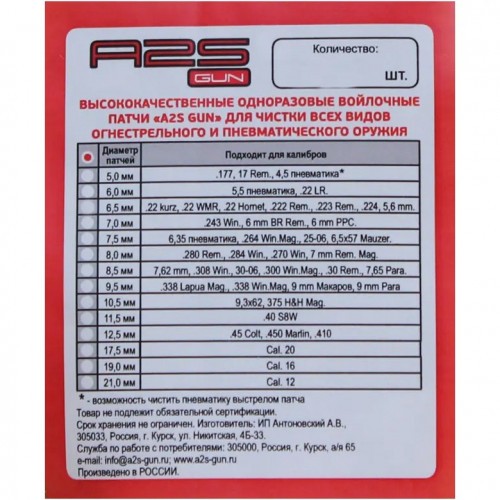 A2S
GUN
Количество:
ШТ.
ВЫСОКОКАЧЕСТВЕННЫЕ ОДНОРАЗОВЫЕ ВОЙЛОЧНЫЕ
ПАТЧИ «A2S GUN» ДЛЯ ЧИСТКИ ВСЕХ ВИДОВ
ОГНЕСТРЕЛЬНОГО И ПНЕВМАТИЧЕСКОГО ОРУЖИЯ
Диаметр патчей Подходит для калибров
5,0 мм .177, 17 Rem., 4,5 пневматика*
6,0 мм 5,5 пневматика, .22 LR.
6,5 мм .22 kurz, .22 WMR, .22 Hornet, .222 Rem., .223 Rem., .224, 5,6 mm.
7,0 мм .243 Win., 6 mm BR Rem., 6 mm PPC.
7,5 мм 6,35 пневматика, .264 Win.Mag., 25-06, 6,5x57 Mauzer.
8,0 мм .280 Rem., .284 Win., .270 Win, 7 mm Rem. Mag.
8,5 мм 7,62 mm, .308 Win., 30-06, .300 Win.Mag., .30 Rem., 7,65 Para.
9,5 мм .338 Lapua Mag., .338 Win. Mag., 9 mm Макаров, 9 mm Para
10,5 мм 9,3x62, 375 H&H Mag.
11,5 мм .40 S8W
12,5 мм .45 Colt, .450 Marlin, .410
17,5 мм Cal. 20
19,0 мм Cal. 16
21,0 мм Cal. 12
* - возможность чистить пневматику выстрелом патча
Товар не подлежит обязательной сертификации.
Срок хранения не ограничен. Изготовитель: ИП Антоновский А.В.,
305033, Россия, г. Курск, ул. Никитская, 4Б-33.
Служба по работе с потребителями: 305000, Россия, г. Курск, а/я 65
e-mail: info@a2s-gun.ru, www.a2s-gun.ru
Произведено в РОССИИ.